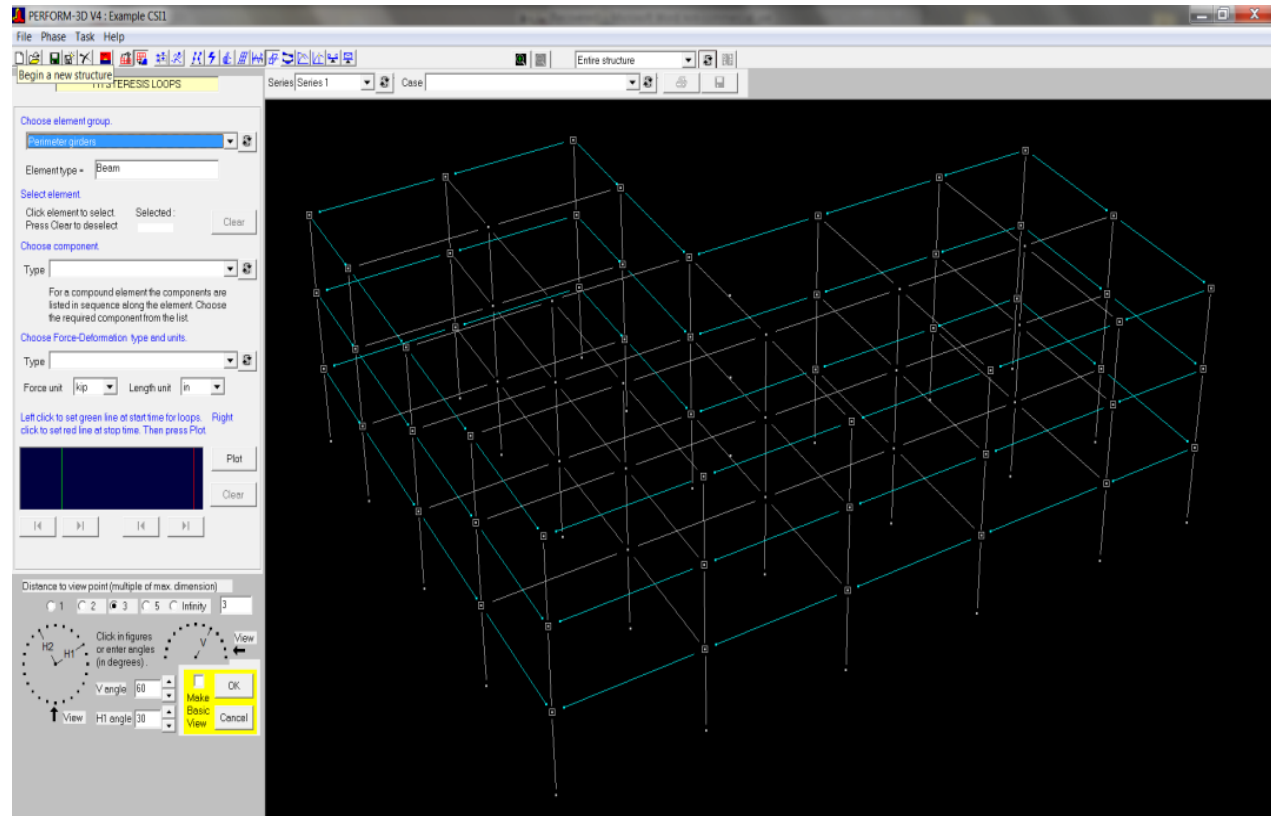 PERFORM-3D V4 : Example CSI1
File Phase Task Help
Entire structure
Begin a new structure
HYSTERESIS LOOPS
Series Series 1 Case
Choose element group.
Perimeter girders
Element type = Beam
Select element.
Click element to select. Selected :
Press Clear to deselect
Clear
Choose component.
Type
For a compound element the components are
listed in sequence along the element. Choose
the required component from the list.
Choose Force-Deformation type and units.
Type
Force unit kip Length unit in
Left click to set green line at start time for loops. Right
click to set red line at stop time. Then press Plot.
Plot
Clear
Distance to view point (multiple of max. dimension)
1 2 3 5 Infinity 3
H2 H1
Click in figures
or enter angles
(in degrees) .
V
View
V angle 60
H1 angle 30
View
Make
Basic
View
OK
Cancel